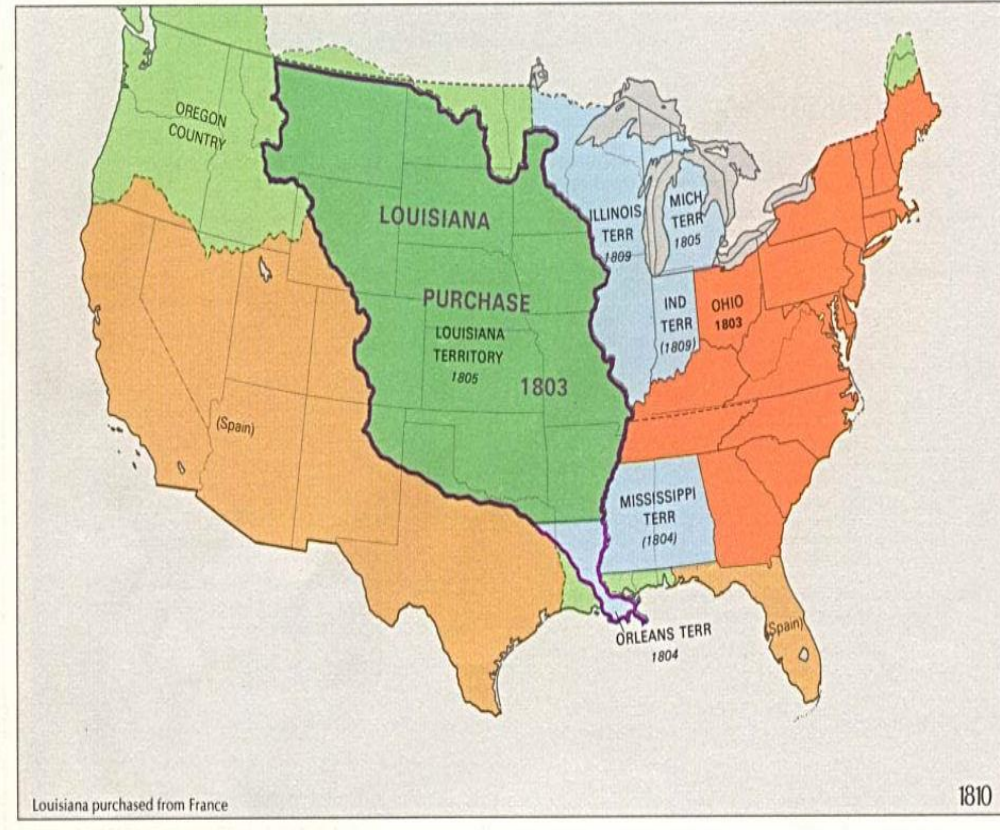 OREGON
COUNTRY
LOUISIANA
PURCHASE
LOUISIANA
TERRITORY
1805
1803
ILLINOIS
TERR
1809
MICH
TERR
1805
IND
TERR
(1809)
OHIO
1803
(Spain)
MISSISSIPPI
TERR
(1804)
ORLEANS TERR
1804
(Spain)
Louisiana purchased from France
1810